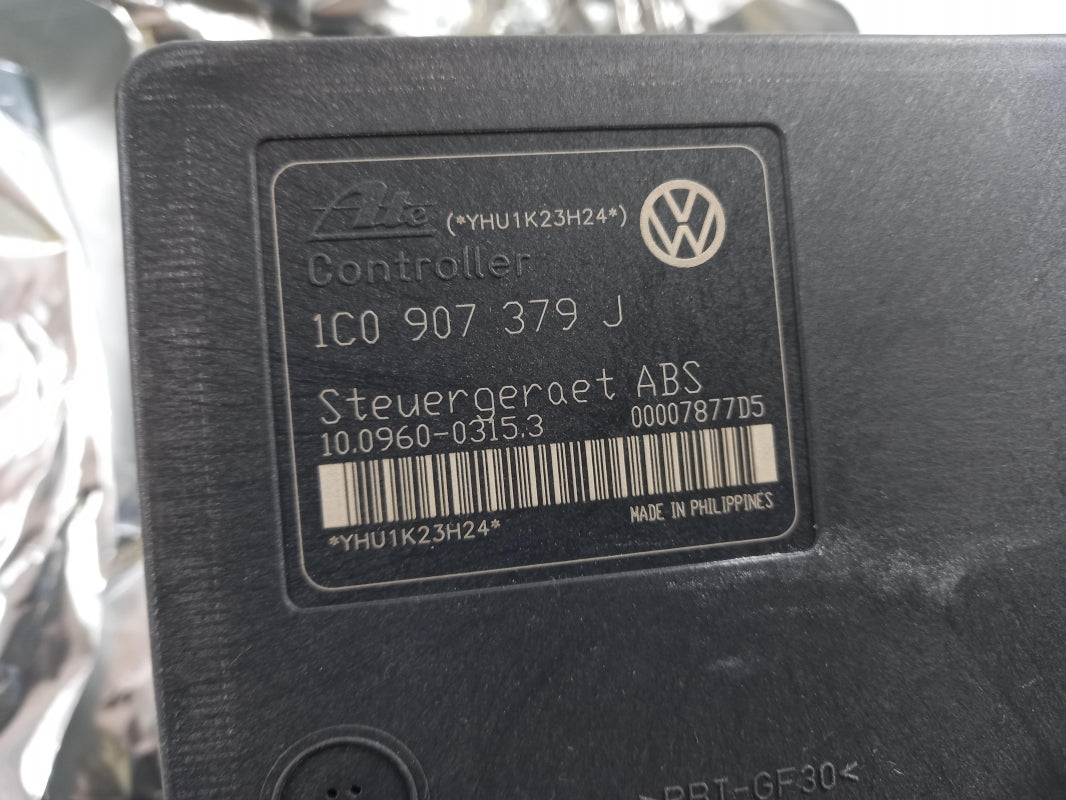 Ate (*YHU1K23H24*)
Controller
1C0 907 379 J
Steuergeraet ABS
10.0960-0315.3 00007877D5
*YHU1K23H24* MADE IN PHILIPPINES
>PBT-GF30<